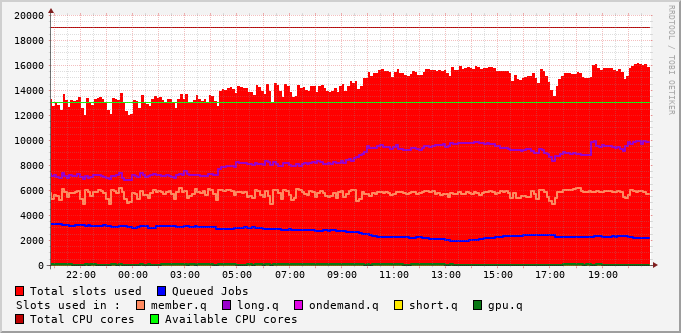 20000
18000
16000
14000
12000
10000
8000
6000
4000
2000
0
22:00 00:00 03:00 05:00 07:00 09:00 11:00 13:00 15:00 17:00 19:00
RRDTOOL / TOBI OETIKER
Total slots used Queued Jobs
Slots used in : member.q long.q ondemand.q short.q gpu.q
Total CPU cores Available CPU cores